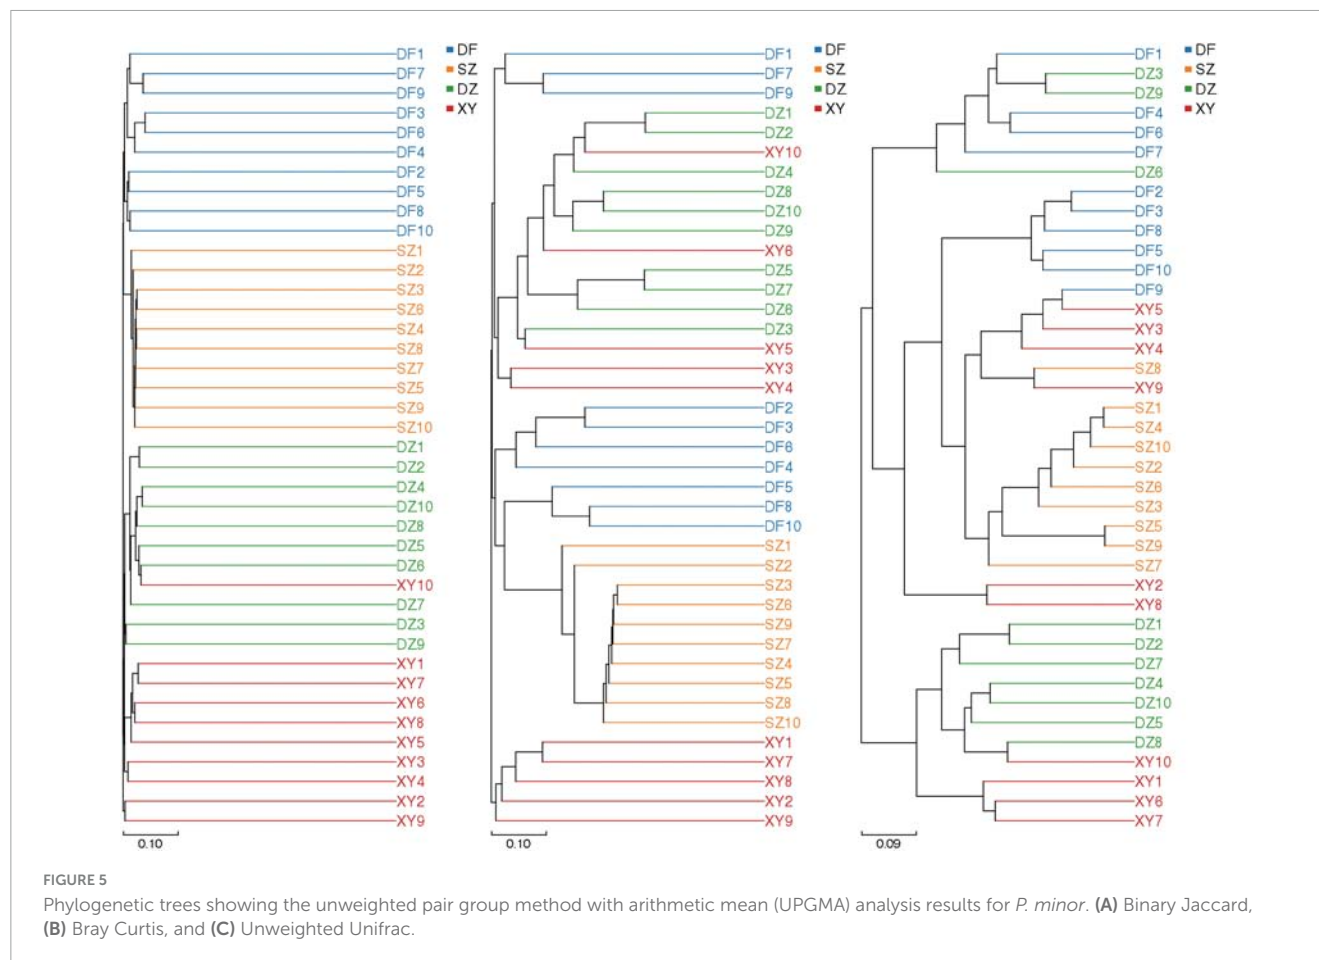 DF1
DF7
DF9
DF3
DF6
DF4
DF2
DF5
DF8
DF10
SZ1
SZ2
SZ3
SZ6
SZ4
SZ8
SZ7
SZ5
SZ9
SZ10
DZ1
DZ2
DZ4
DZ10
DZ8
DZ5
DZ6
XY10
DZ7
DZ3
DZ9
XY1
XY7
XY6
XY8
XY5
XY3
XY4
XY2
XY9
DF
SZ
DZ
XY
0.10
DF1
DF7
DF9
DZ1
DZ2
XY10
DZ4
DZ8
DZ10
DZ9
XY6
DZ5
DZ7
DZ6
DZ3
XY5
XY3
XY4
DF2
DF3
DF6
DF4
DF5
DF8
DF10
SZ1
SZ2
SZ3
SZ6
SZ9
SZ7
SZ4
SZ5
SZ8
SZ10
XY1
XY7
XY8
XY2
XY9
DF
SZ
DZ
XY
0.10
DF1
DZ3
DZ9
DF4
DF6
DF7
DZ6
DF2
DF3
DF8
DF5
DF10
DF9
XY5
XY3
XY4
SZ8
XY9
SZ1
SZ4
SZ10
SZ2
SZ6
SZ3
SZ5
SZ9
SZ7
XY2
XY8
DZ1
DZ2
DZ7
DZ4
DZ10
DZ5
DZ8
XY10
XY1
XY6
XY7
DF
SZ
DZ
XY
0.09
FIGURE 5
Phylogenetic trees showing the unweighted pair group method with arithmetic mean (UPGMA) analysis results for P. minor. (A) Binary Jaccard,
(B) Bray Curtis, and (C) Unweighted Unifrac.